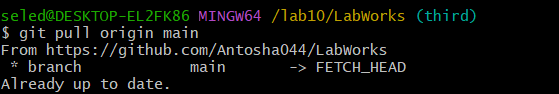 seled@DESKTOP-EL2FK86 MINGW64 /lab10/LabWorks (third)
$ git pull origin main
From https://github.com/Antosha044/LabWorks
 * branch            main       -> FETCH_HEAD
Already up to date.